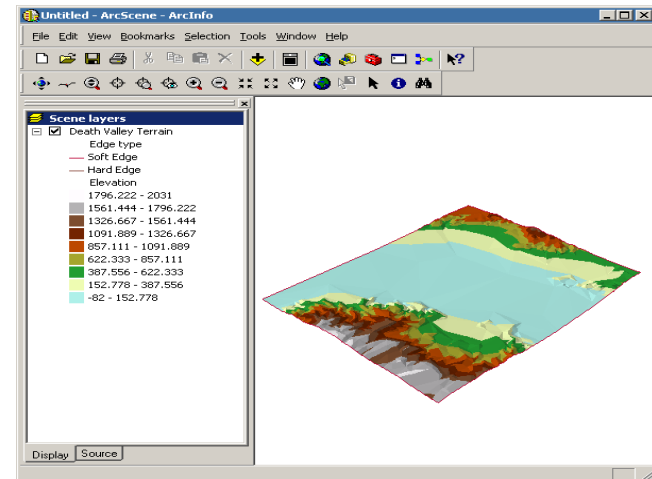 Untitled - ArcScene - ArcInfo
File Edit View Bookmarks Selection Tools Window Help
Scene layers
Death Valley Terrain
Edge type
Soft Edge
Hard Edge
Elevation
1796.222 - 2031
1561.444 - 1796.222
1326.667 - 1561.444
1091.889 - 1326.667
857.111 - 1091.889
622.333 - 857.111
387.556 - 622.333
152.778 - 387.556
-82 - 152.778
Display Source